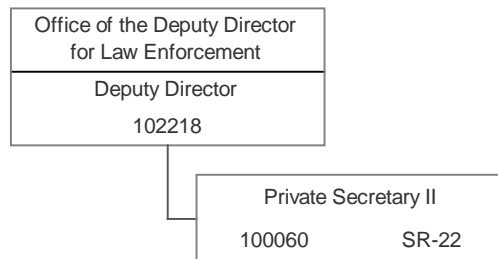 Office of the Deputy Director
for Law Enforcement
Deputy Director
102218
Private Secretary II
100060 SR-22